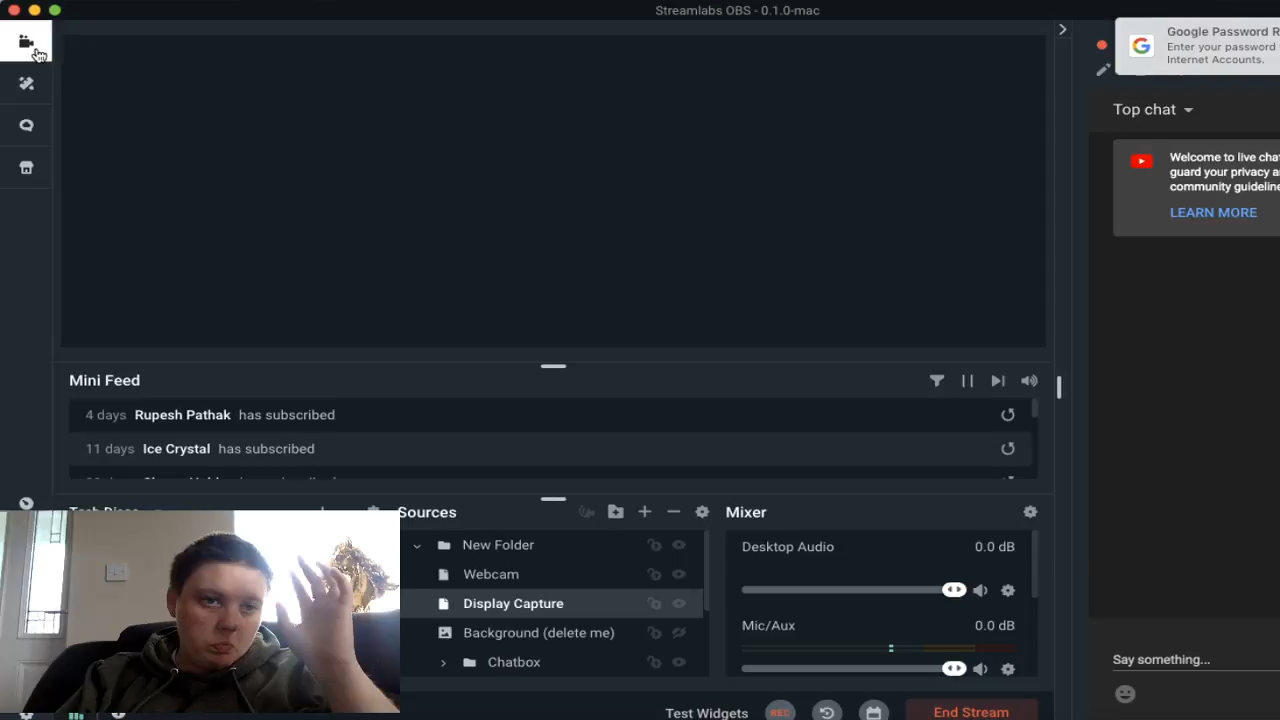 Streamlabs OBS - 0.1.0-mac
Google Password R
Enter your password
Internet Accounts.
Top chat
Welcome to live cha
guard your privacy a
community guideline
LEARN MORE
Mini Feed
4 days Rupesh Pathak has subscribed
11 days Ice Crystal has subscribed
Sources
Mixer
New Folder
Desktop Audio 0.0 dB
Webcam
Display Capture
Mic/Aux 0.0 dB
Background (delete me)
Chatbox
Say something...
Test Widgets REC End Stream